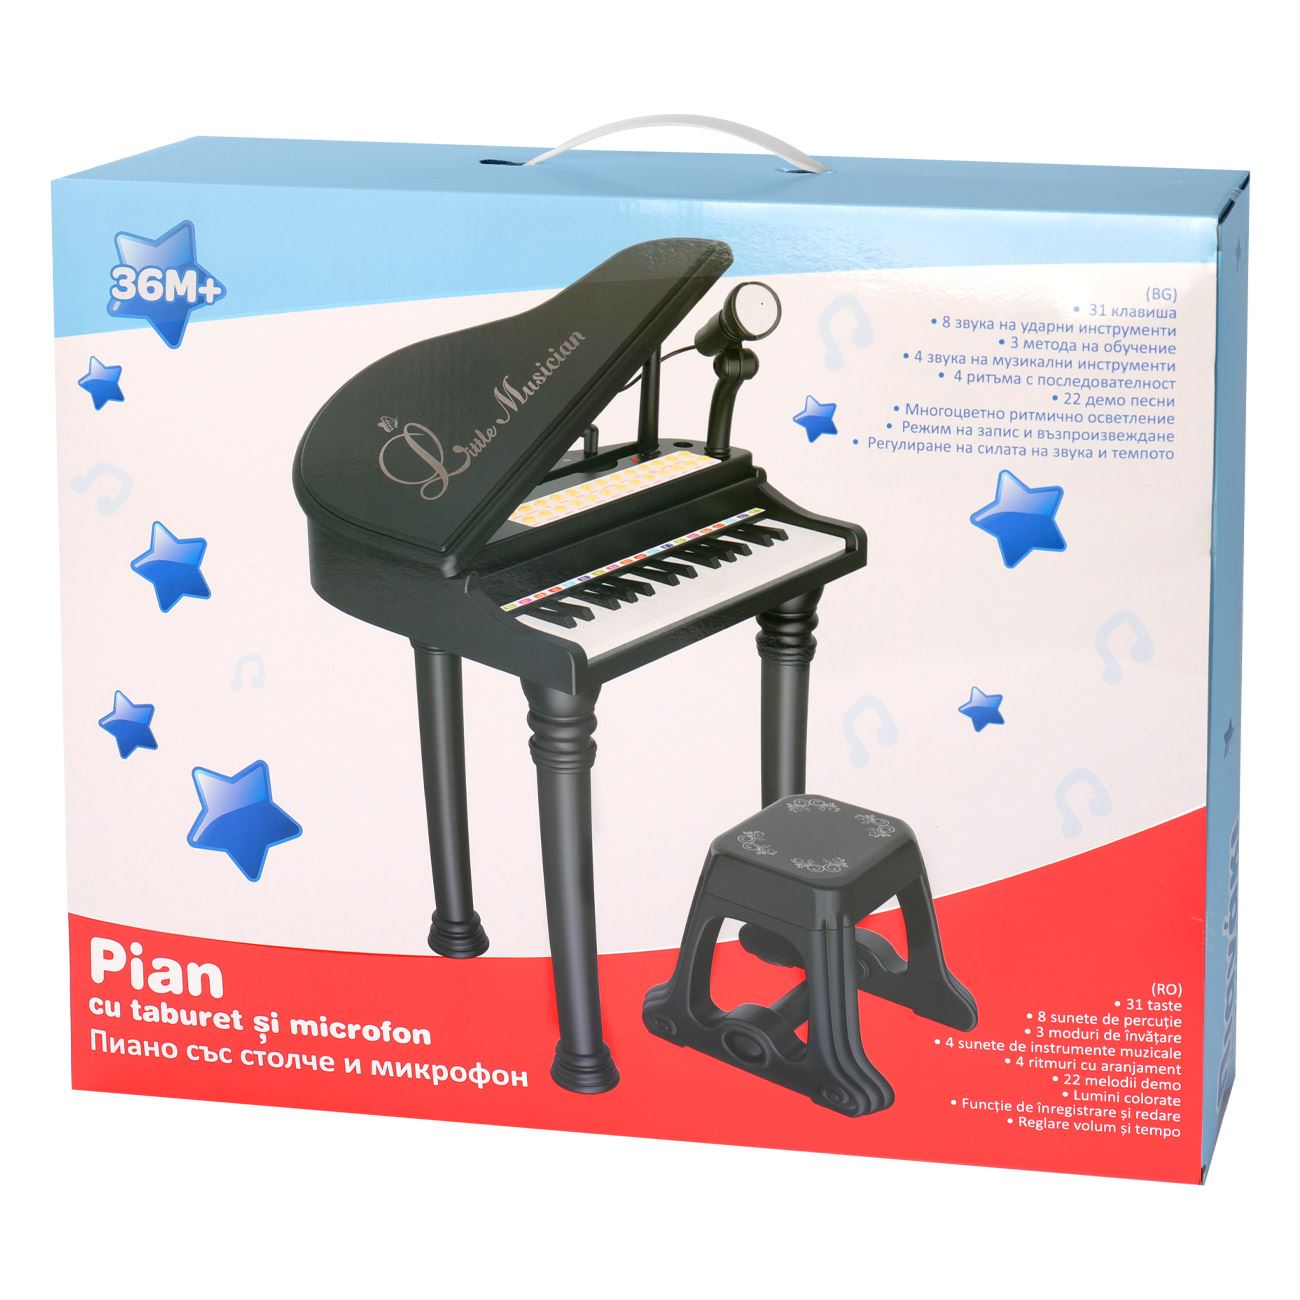 36M+
Little Musician
(BG)
• 31 клавиша
• 8 звука на ударни инструменти
• 3 метода на обучение
• 4 звука на музикални инструменти
• 4 ритъма с последователност
• 22 демо песни
• Многоцветно ритмично осветление
• Режим на запис и възпроизвеждане
• Регулиране на силата на звука и темпото
Pian
cu taburet și microfon
Пиано със столче и микрофон
(RO)
• 31 taste
• 8 sunete de percuție
• 3 moduri de învățare
• 4 sunete de instrumente muzicale
• 4 ritmuri cu aranjament
• 22 melodii demo
• Lumini colorate
• Funcție de înregistrare și redare
• Reglare volum și tempo